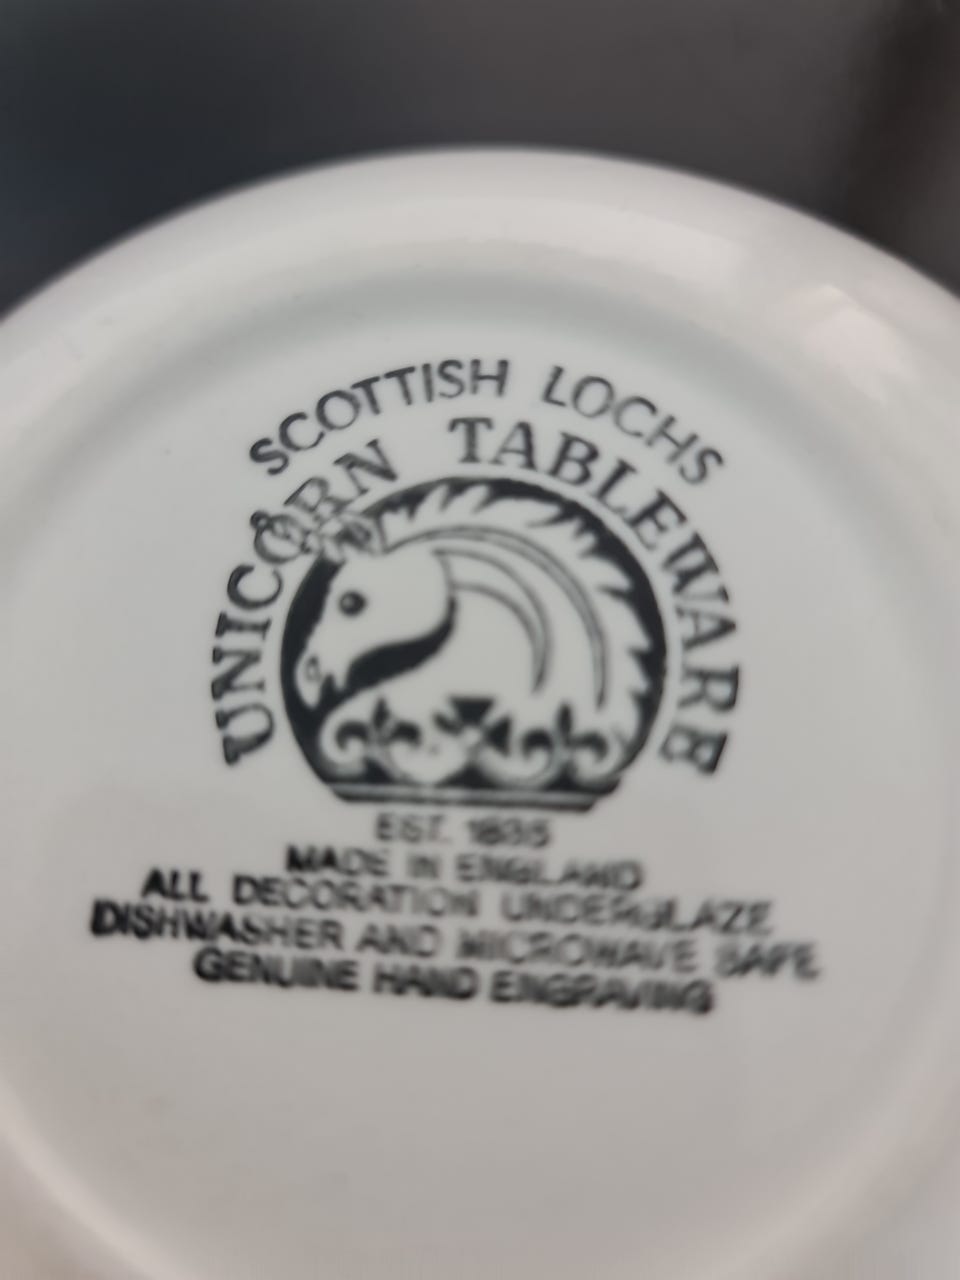 SCOTTISH LOCHS
UNICORN TABLEWARE
EST. 1835
MADE IN ENGLAND
ALL DECORATION UNDERGLAZE
DISHWASHER AND MICROWAVE SAFE
GENUINE HAND ENGRAVING